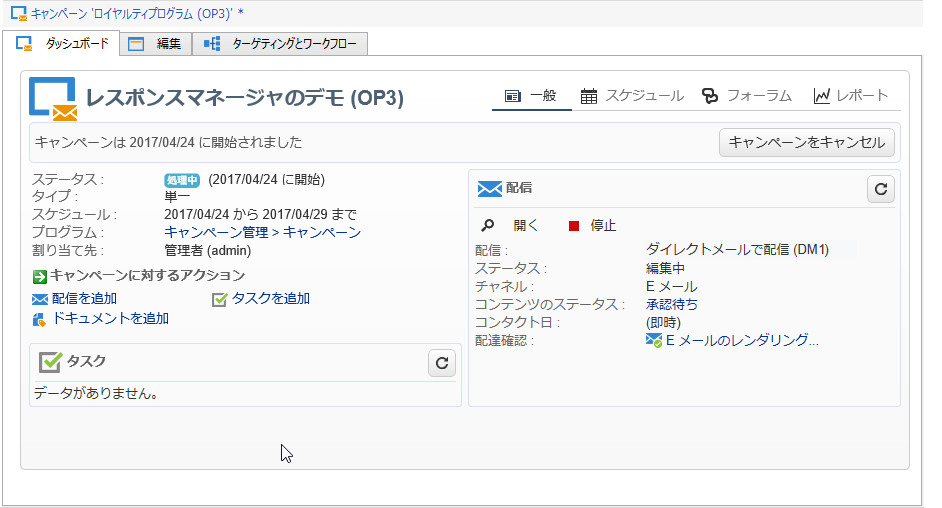 キャンペーン 'ロイヤルティプログラム (OP3)' *
ダッシュボード 編集 ターゲティングとワークフロー
レスポンスマネージャのデモ (OP3)
一般 スケジュール フォーラム レポート
キャンペーンは 2017/04/24 に開始されました
キャンペーンをキャンセル
ステータス : 処理中 (2017/04/24 に開始)
タイプ : 単一
スケジュール : 2017/04/24 から 2017/04/29 まで
プログラム : キャンペーン管理 > キャンペーン
割り当て先 : 管理者 (admin)
キャンペーンに対するアクション
配信を追加 タスクを追加
ドキュメントを追加
タスク
データがありません。
配信
開く 停止
配信 : ダイレクトメールで配信 (DM1)
ステータス : 編集中
チャネル : E メール
コンテンツのステータス : 承認待ち
コンタクト日 : (即時)
配達確認 : E メールのレンダリング...